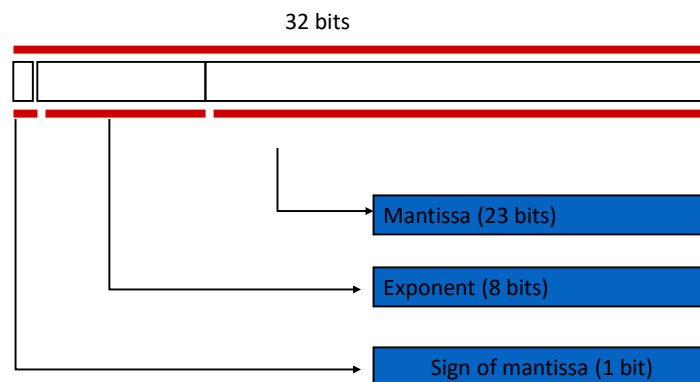 32 bits
Mantissa (23 bits)
Exponent (8 bits)
Sign of mantissa (1 bit)